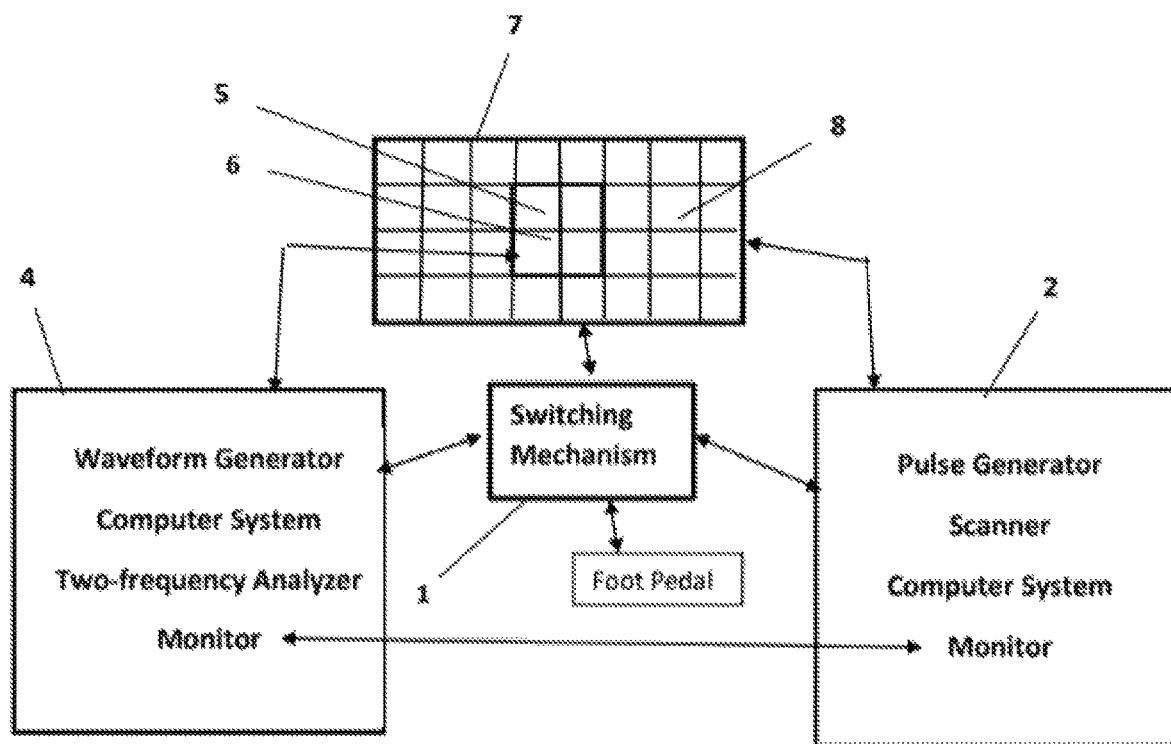 7
5
8
6
4
2
Switching
Mechanism
Waveform Generator
Computer System
Two-frequency Analyzer
Monitor
1
Foot Pedal
Pulse Generator
Scanner
Computer System
Monitor